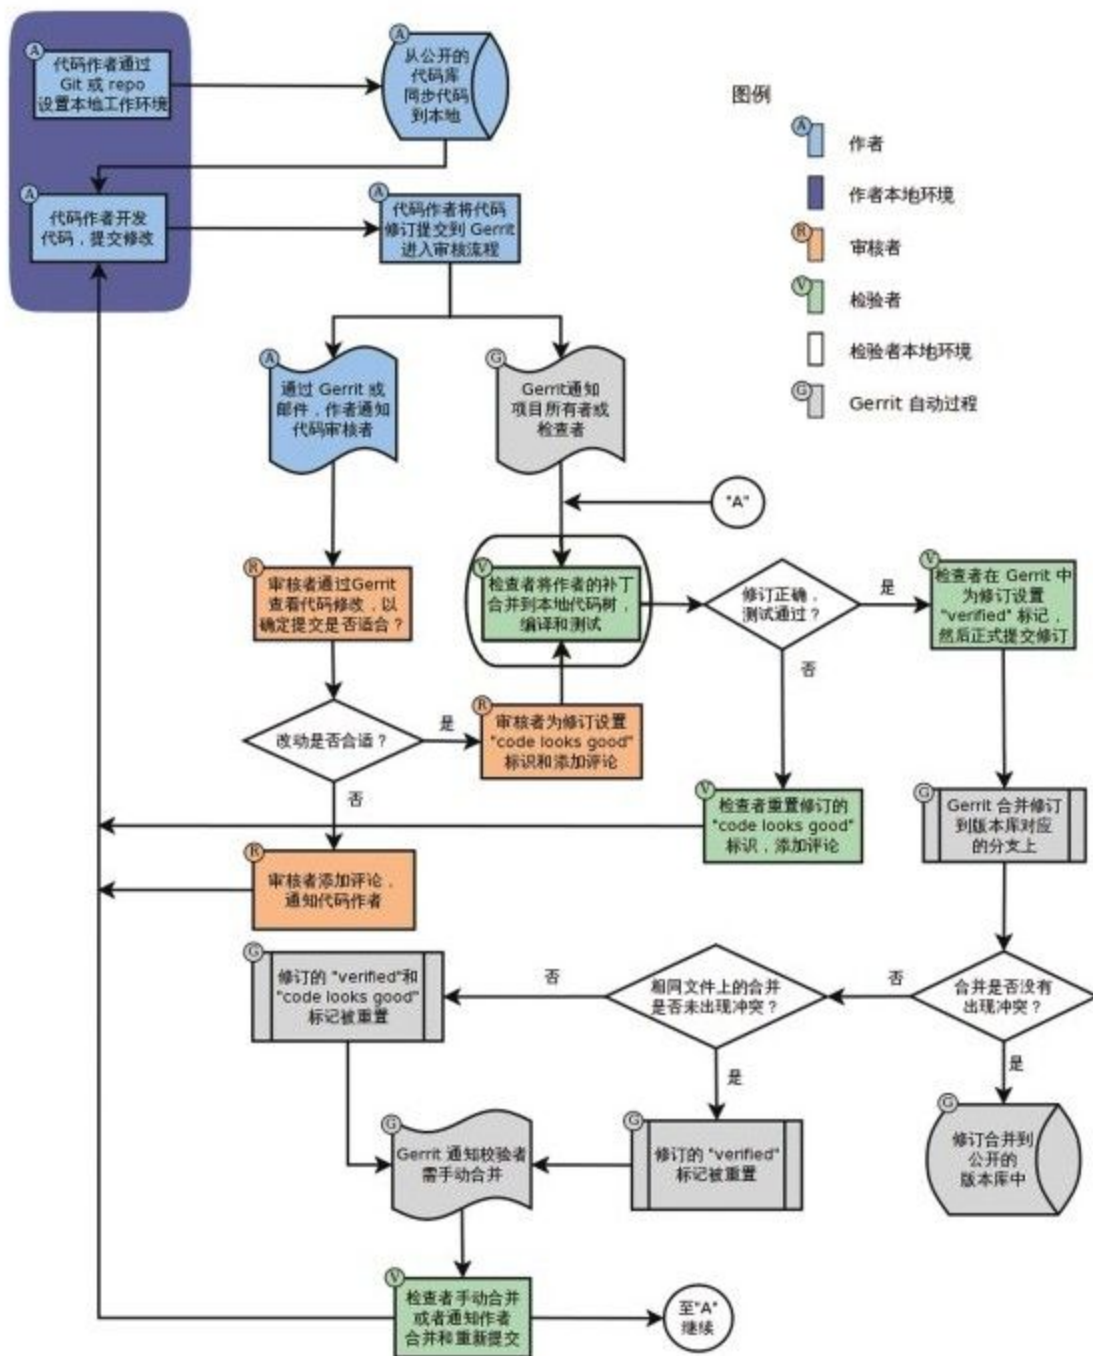 A
代码作者通过
Git 或 repo
设置本地工作环境
A
从公开的
代码库
同步代码
到本地
图例
A
作者
作者本地环境
R
审核者
V
检验者
检验者本地环境
G
Gerrit 自动过程
A
代码作者开发
代码，提交修改
A
代码作者将代码
修订提交到 Gerrit
进入审核流程
A
通过 Gerrit 或
邮件，作者通知
代码审核者
G
Gerrit通知
项目所有者或
检查者
"A"
R
审核者通过Gerrit
查看代码修改，以
确定提交是否适合？
V
检查者将作者的补丁
合并到本地代码树，
编译和测试
修订正确，
测试通过？
是
否
V
检查者在 Gerrit 中
为修订设置
"verified" 标记，
然后正式提交修订
改动是否合适？
是
否
R
审核者为修订设置
"code looks good"
标识和添加评论
V
检查者重置修订的
"code looks good"
标识，添加评论
G
Gerrit 合并修订
到版本库对应
的分支上
R
审核者添加评论，
通知代码作者
G
修订的 "verified"和
"code looks good"
标记被重置
否
相同文件上的合并
是否未出现冲突？
否
合并是否没有
出现冲突？
是
是
G
Gerrit 通知校验者
需手动合并
G
修订的 "verified"
标记被重置
G
修订合并到
公开的
版本库中
V
检查者手动合并
或者通知作者
合并和重新提交
至"A"
继续